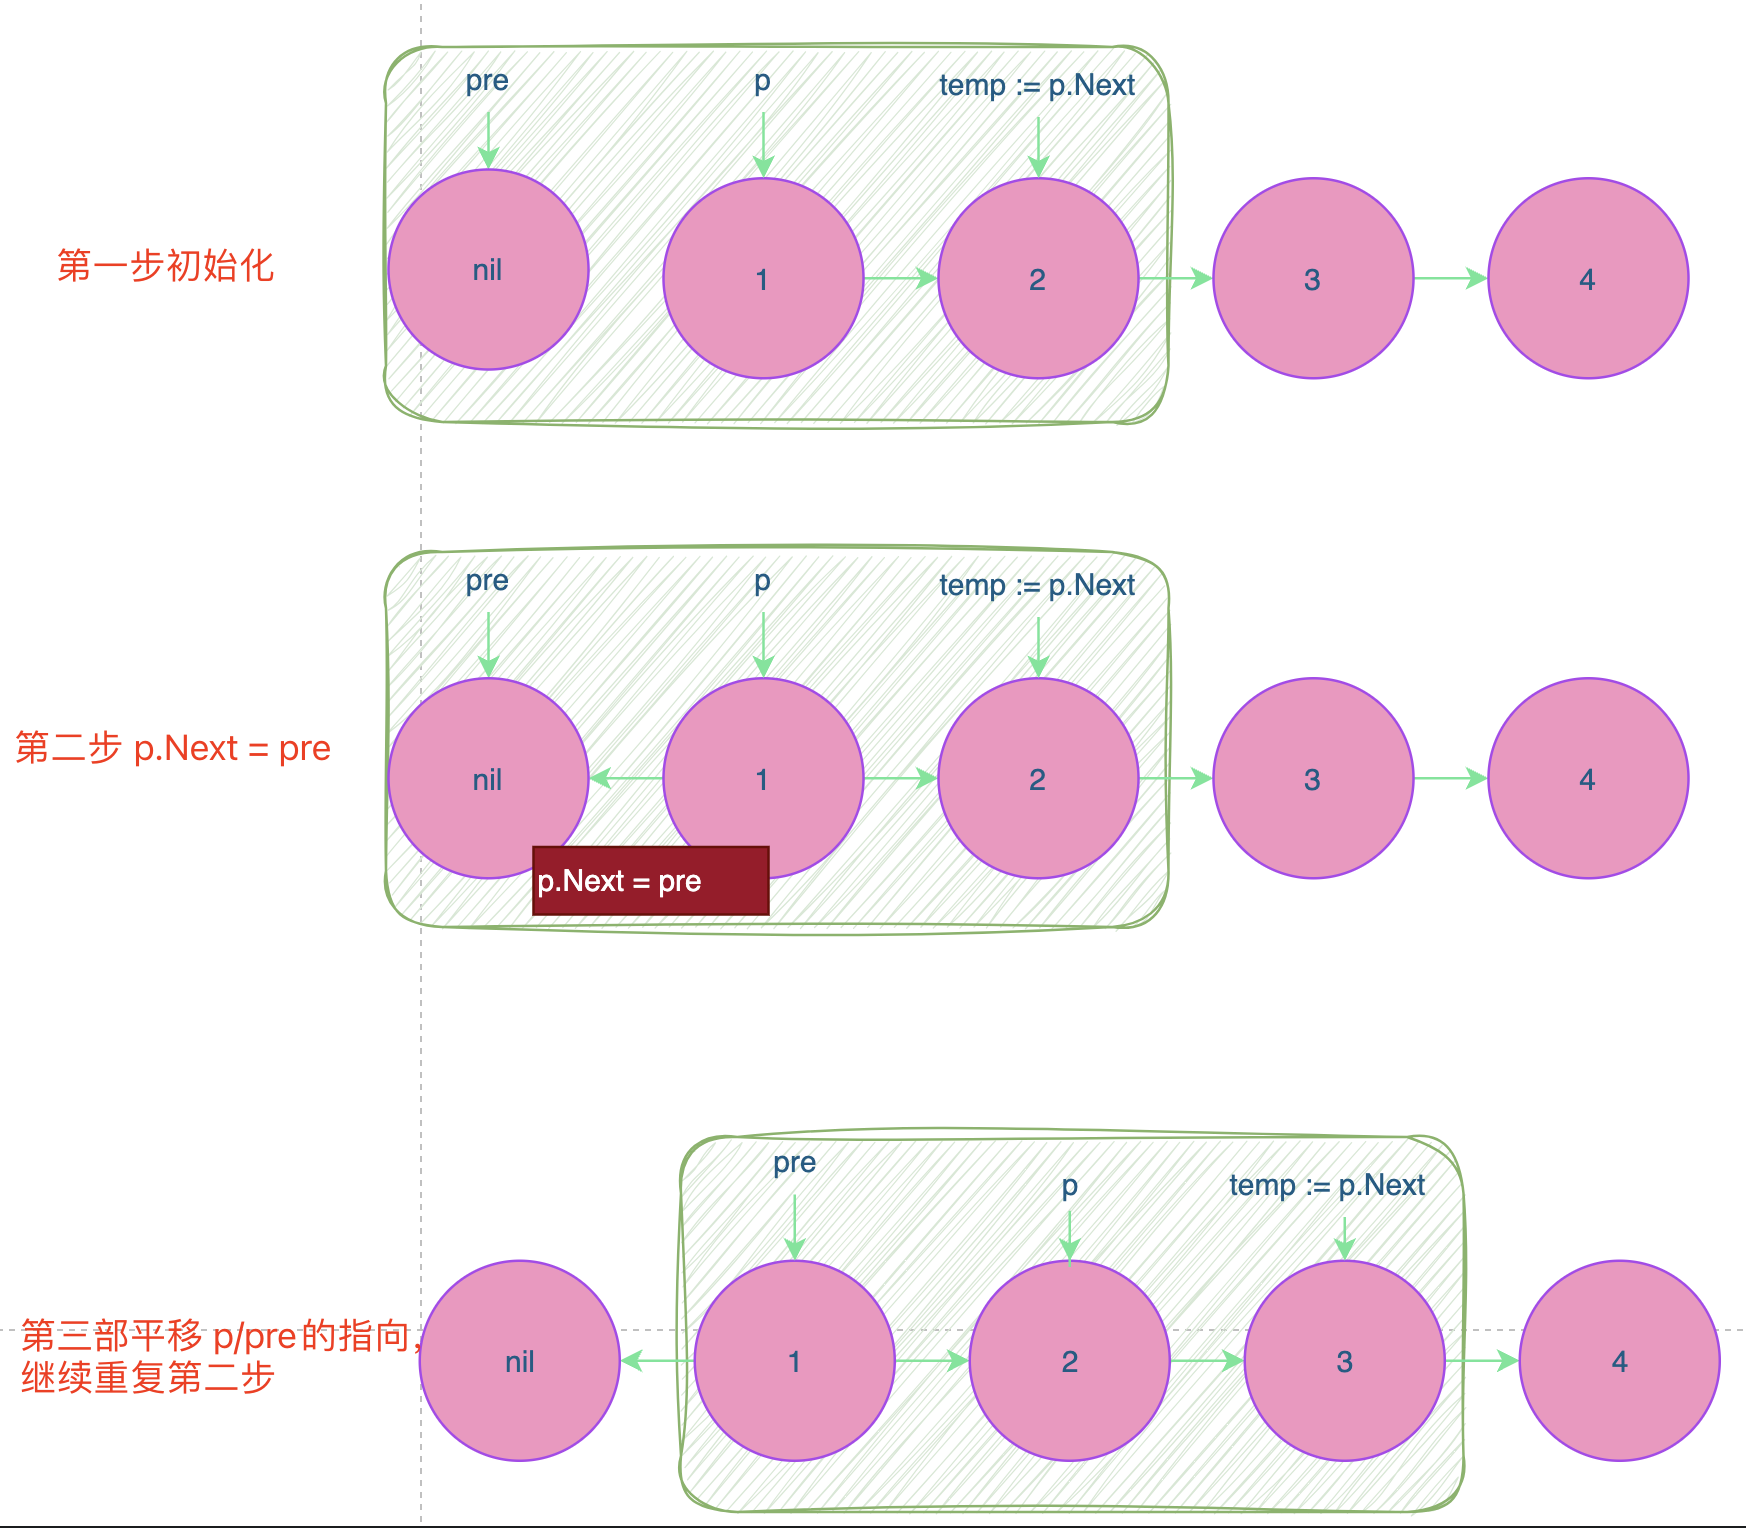 pre
p
temp := p.Next
第一步初始化
nil
1
2
3
4
pre
p
temp := p.Next
第二步 p.Next = pre
nil
1
2
3
4
p.Next = pre
pre
p
temp := p.Next
第三部平移 p/pre的指向,
继续重复第二步
nil
1
2
3
4